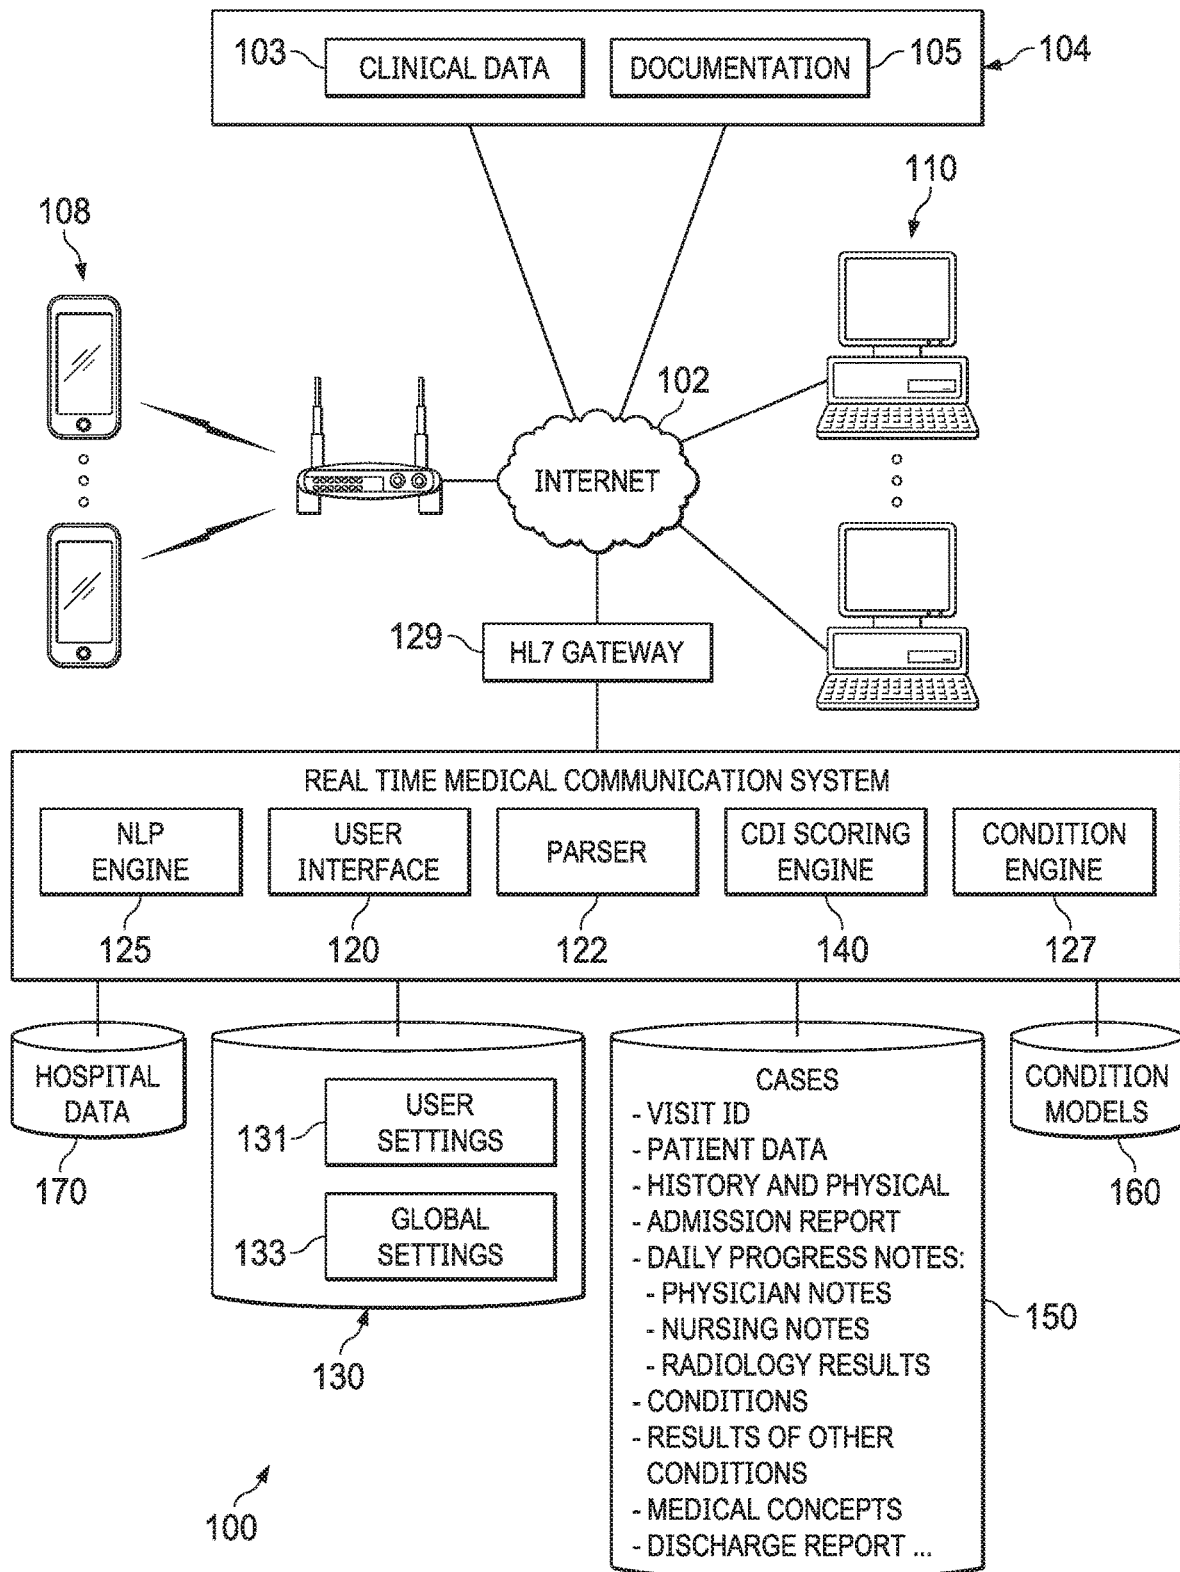 103
CLINICAL DATA
DOCUMENTATION
105
104
108
110
102
INTERNET
129
HL7 GATEWAY
REAL TIME MEDICAL COMMUNICATION SYSTEM
NLP
ENGINE
USER
INTERFACE
PARSER
CDI SCORING
ENGINE
CONDITION
ENGINE
125
120
122
140
127
HOSPITAL
DATA
170
131
USER
SETTINGS
133
GLOBAL
SETTINGS
130
CASES
- VISIT ID
- PATIENT DATA
- HISTORY AND PHYSICAL
- ADMISSION REPORT
- DAILY PROGRESS NOTES:
- PHYSICIAN NOTES
- NURSING NOTES
- RADIOLOGY RESULTS
- CONDITIONS
- RESULTS OF OTHER
CONDITIONS
- MEDICAL CONCEPTS
- DISCHARGE REPORT ...
150
CONDITION
MODELS
160
100